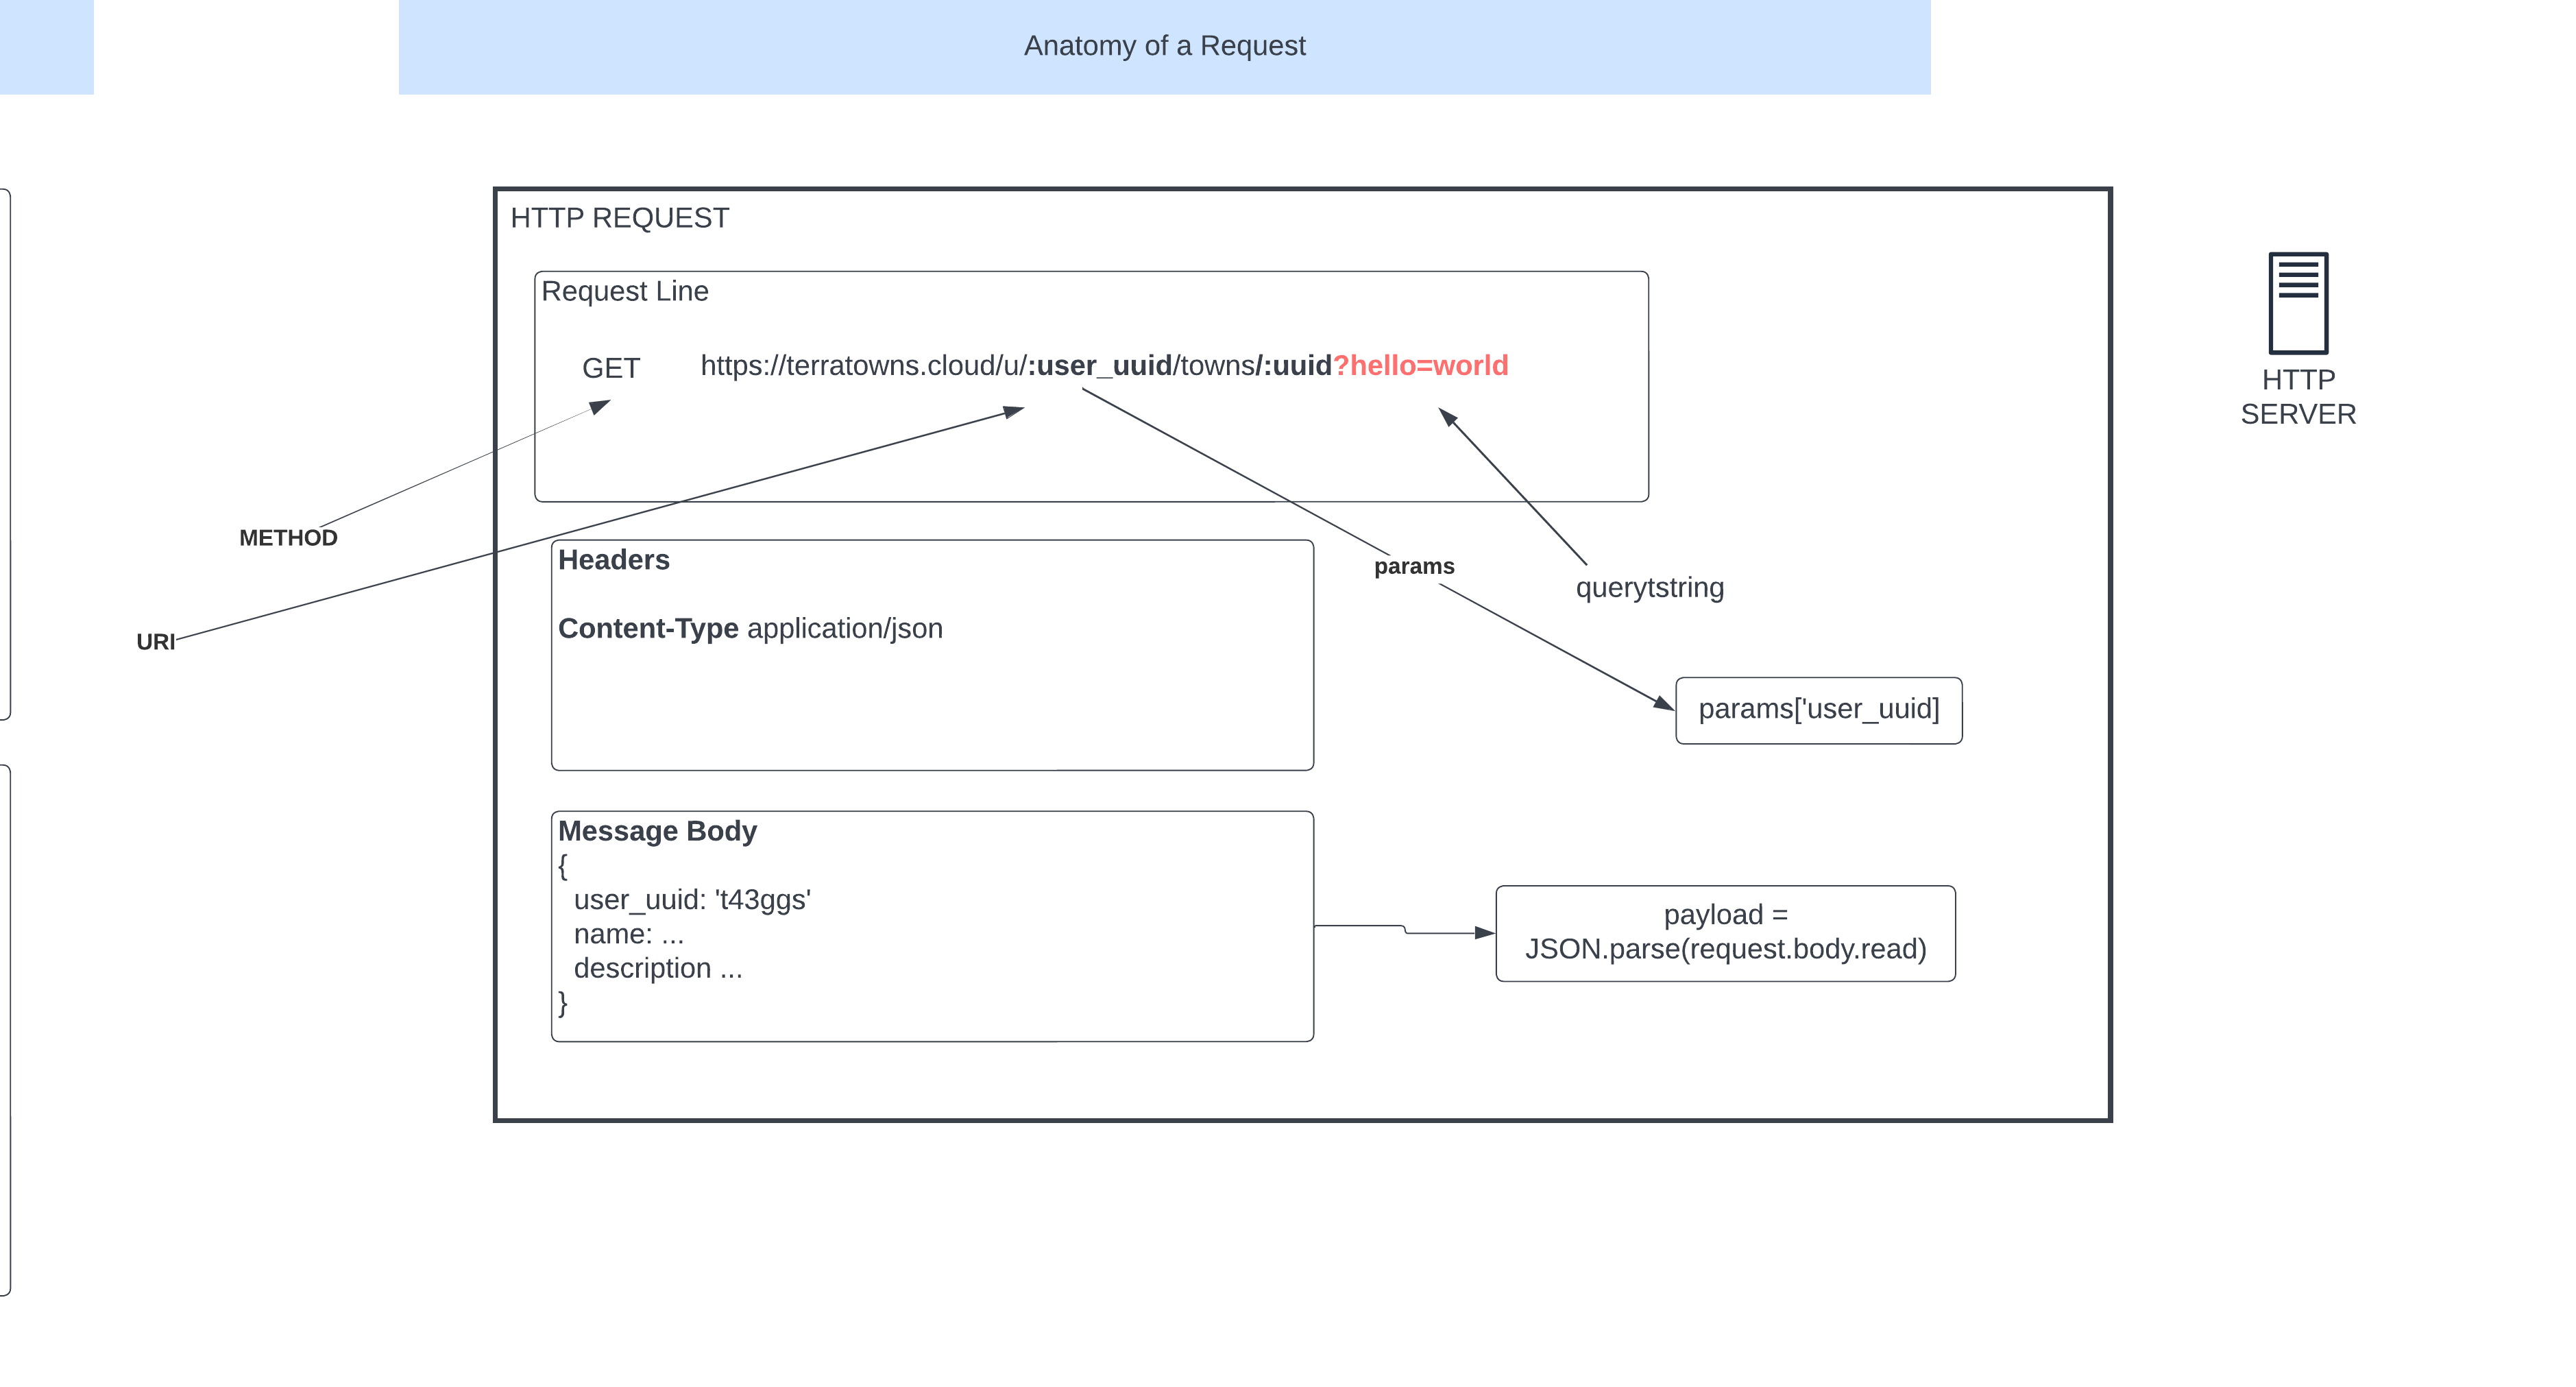 Anatomy of a Request
HTTP REQUEST
Request Line
GET
https://terratowns.cloud/u/:user_uuid/towns/:uuid?hello=world
HTTP
SERVER
METHOD
URI
Headers
Content-Type application/json
params
querytstring
params['user_uuid]
Message Body
{
user_uuid: 't43ggs'
name: ...
description ...
}
payload =
JSON.parse(request.body.read)